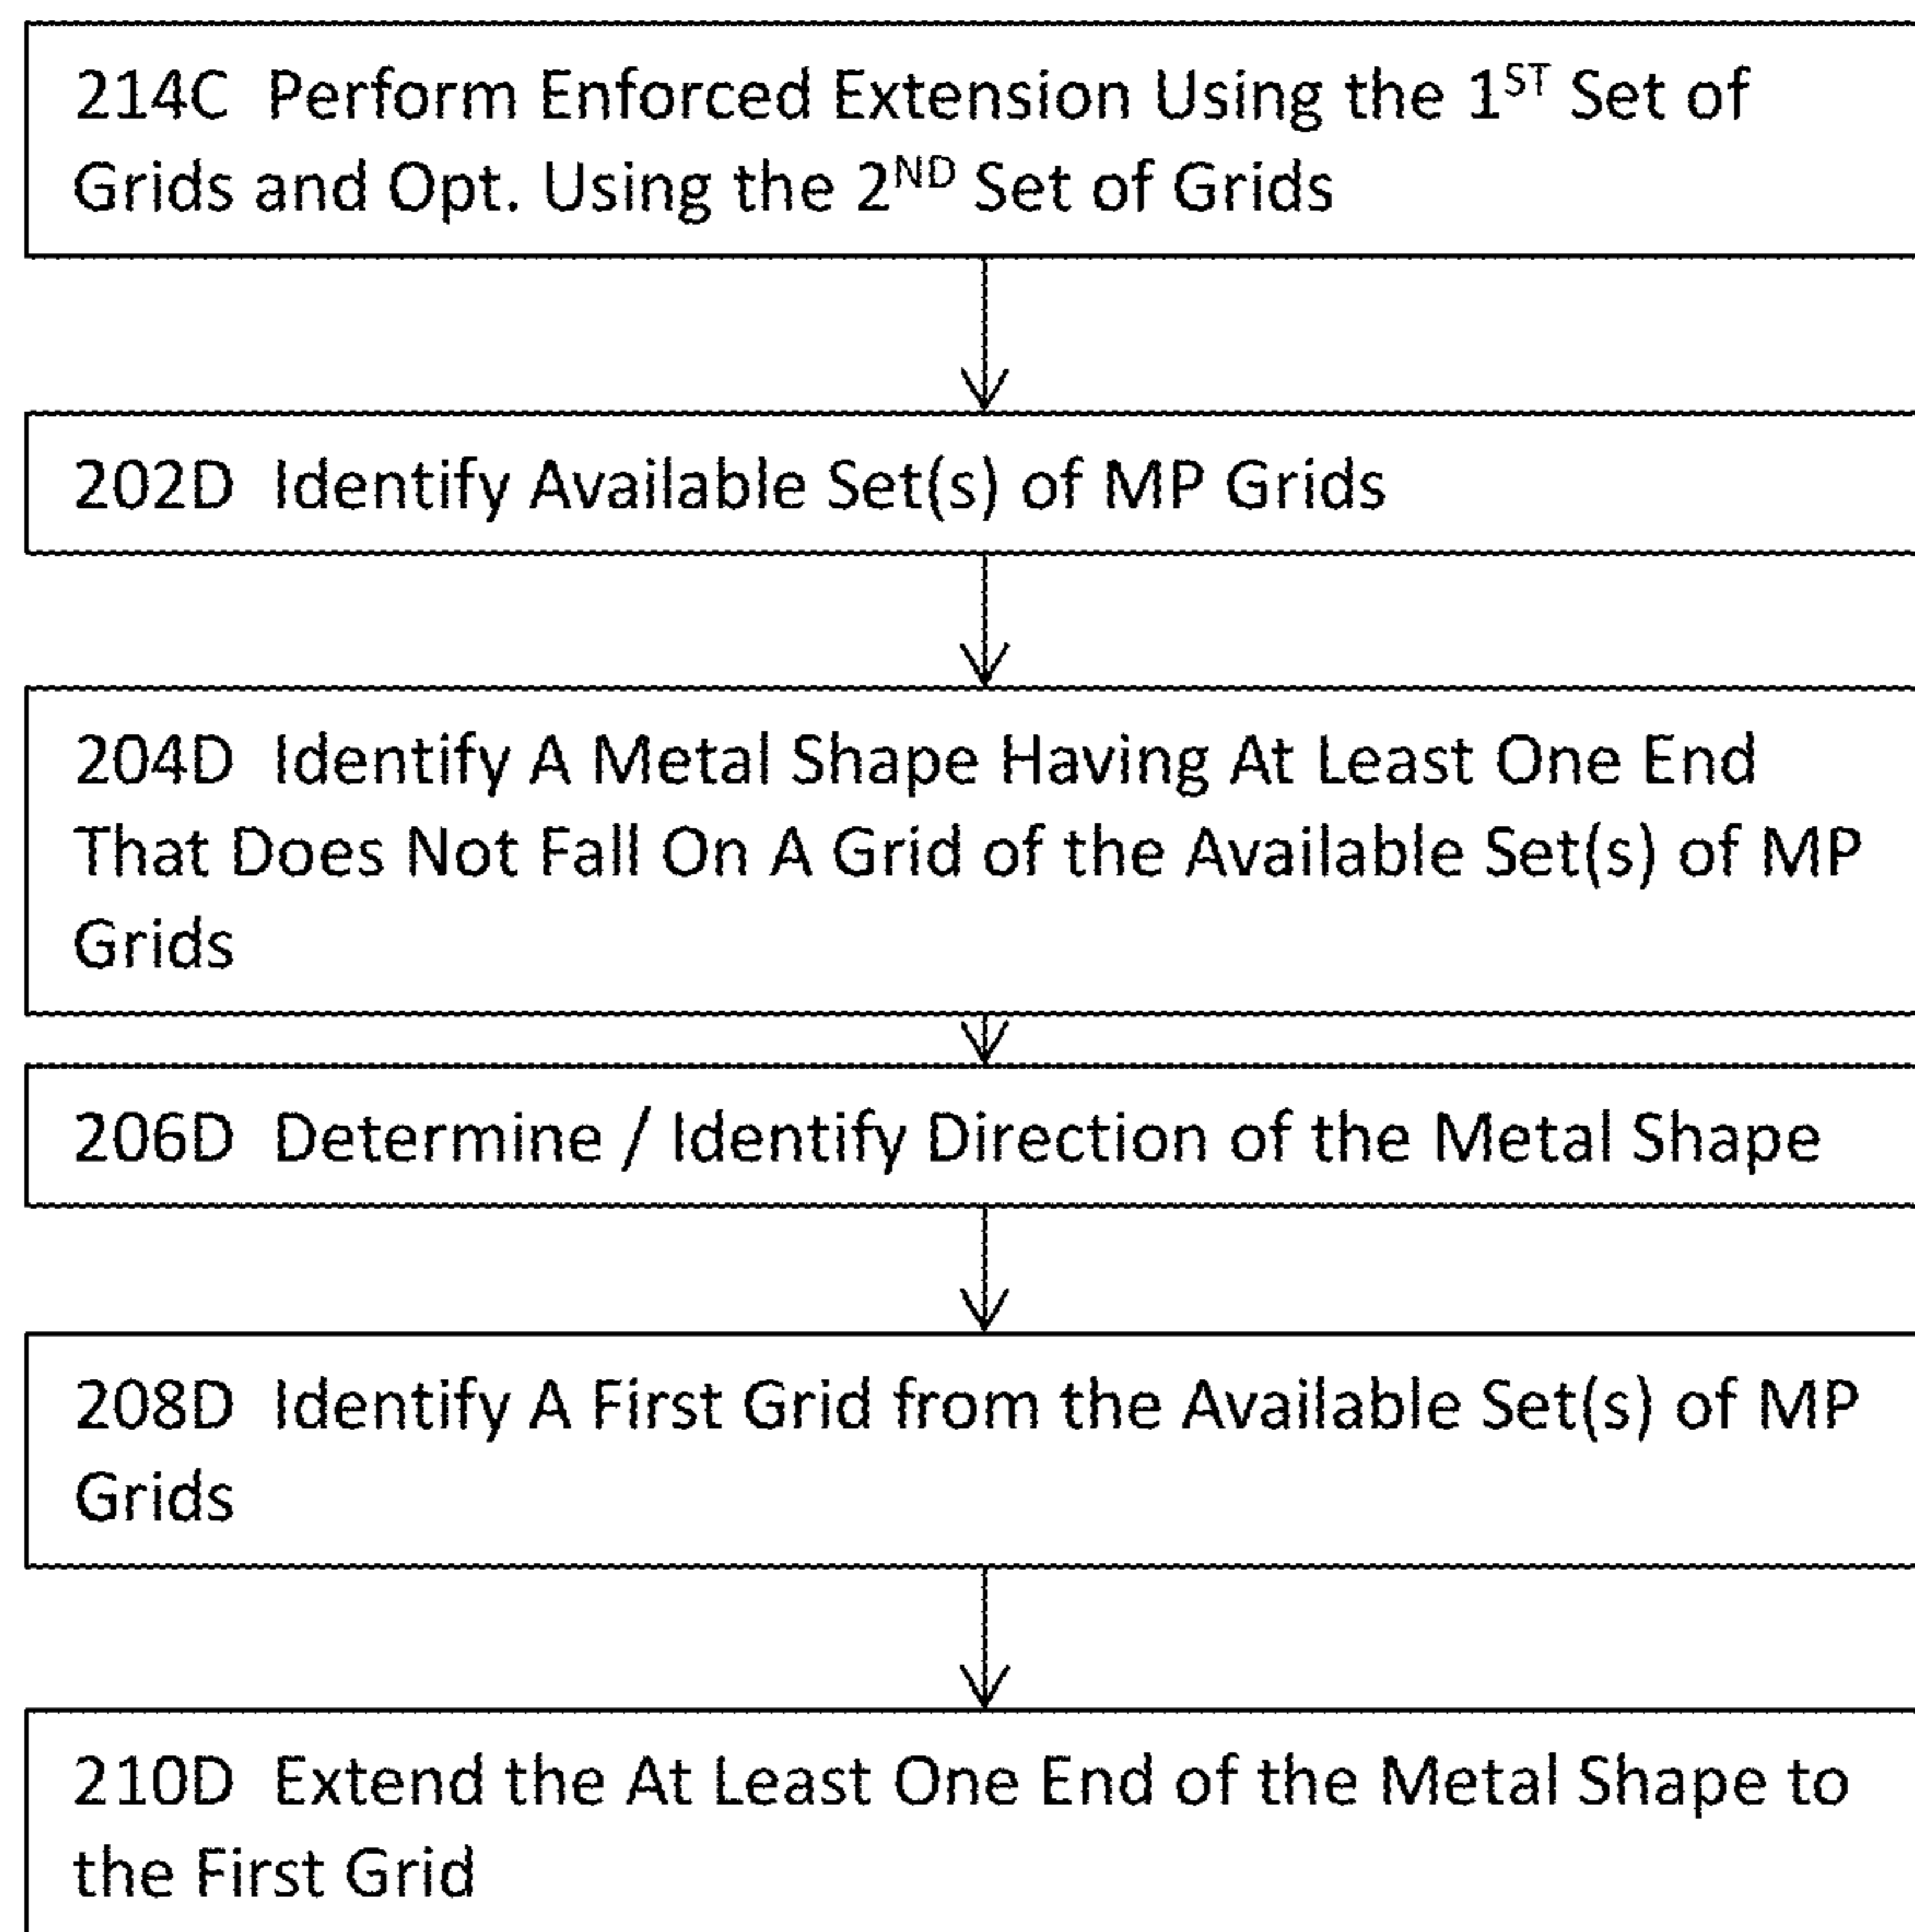 214C Perform Enforced Extension Using the 1ST Set of
Grids and Opt. Using the 2ND Set of Grids
202D Identify Available Set(s) of MP Grids
204D Identify A Metal Shape Having At Least One End
That Does Not Fall On A Grid of the Available Set(s) of MP
Grids
206D Determine / Identify Direction of the Metal Shape
208D Identify A First Grid from the Available Set(s) of MP
Grids
210D Extend the At Least One End of the Metal Shape to
the First Grid